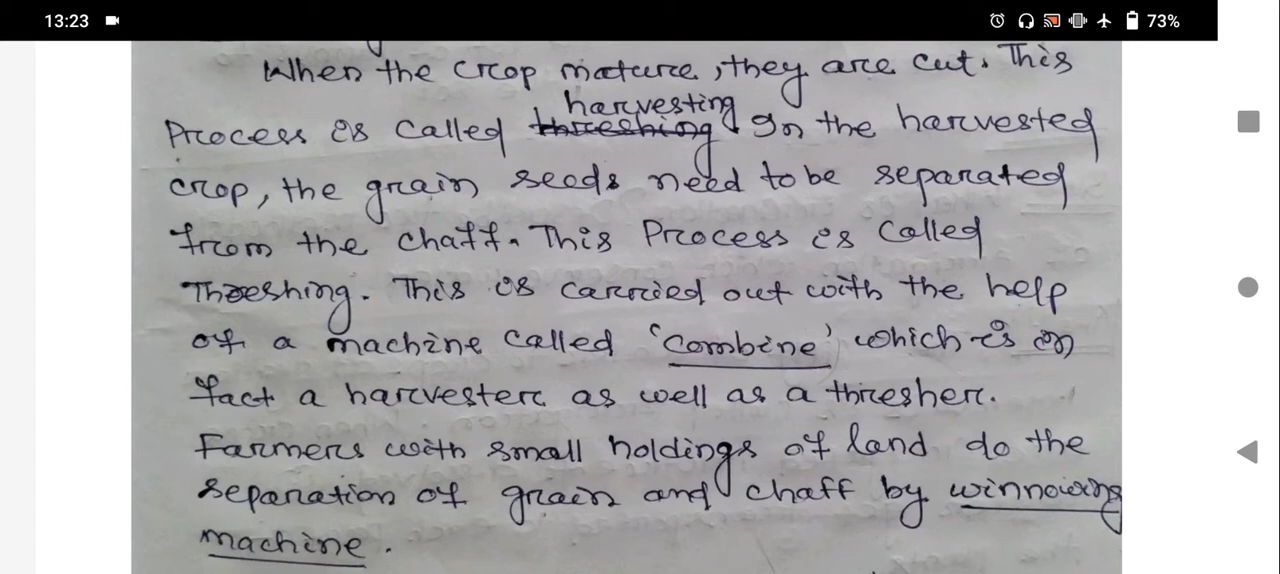 13:23
73%
When the crop mature, they are cut. This
harvesting
Process is called threshing. In the harvested
crop, the grain seeds need to be separated
from the chaff. This Process is called
Threshing. This is carried out with the help
of a machine called 'Combine' which is in
fact a harvester as well as a thresher.
Farmers with small holdings of land do the
separation of grain and chaff by winnowing
machine.